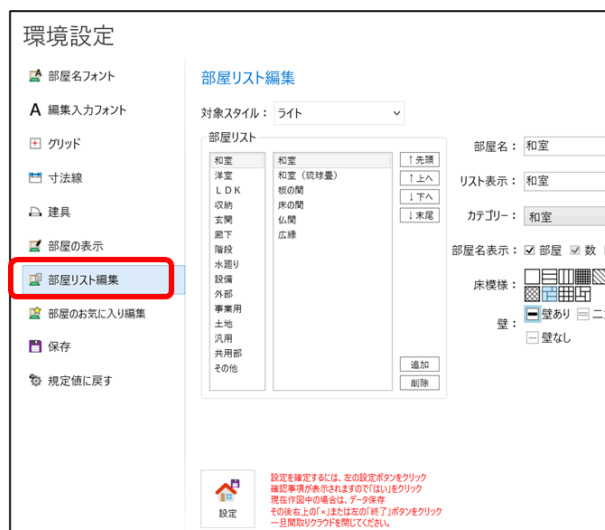 環境設定
部屋名フォント
A 編集入力フォント
グリッド
寸法線
建具
部屋の表示
部屋リスト編集
部屋のお気に入り編集
保存
規定値に戻す
部屋リスト編集
対象スタイル： ライト
部屋リスト
和室
洋室
ＬＤＫ
収納
玄関
廊下
階段
水廻り
設備
外部
事業用
土地
汎用
共用部
その他
和室
和室（琉球畳）
板の間
床の間
仏間
広縁
↑先頭
↑上へ
↓下へ
↓末尾
追加
削除
部屋名： 和室
リスト表示： 和室
カテゴリー： 和室
部屋名表示： 部屋 数
床模様：
壁： 壁あり 二
壁なし
設定
設定を確定するには、左の設定ボタンをクリック
確認事項が表示されますので「はい」をクリック
現在作図中の場合は、データ保存
その後右上の「×」または左の「終了」ボタンをクリック
一旦間取りクラウドを閉じてください。